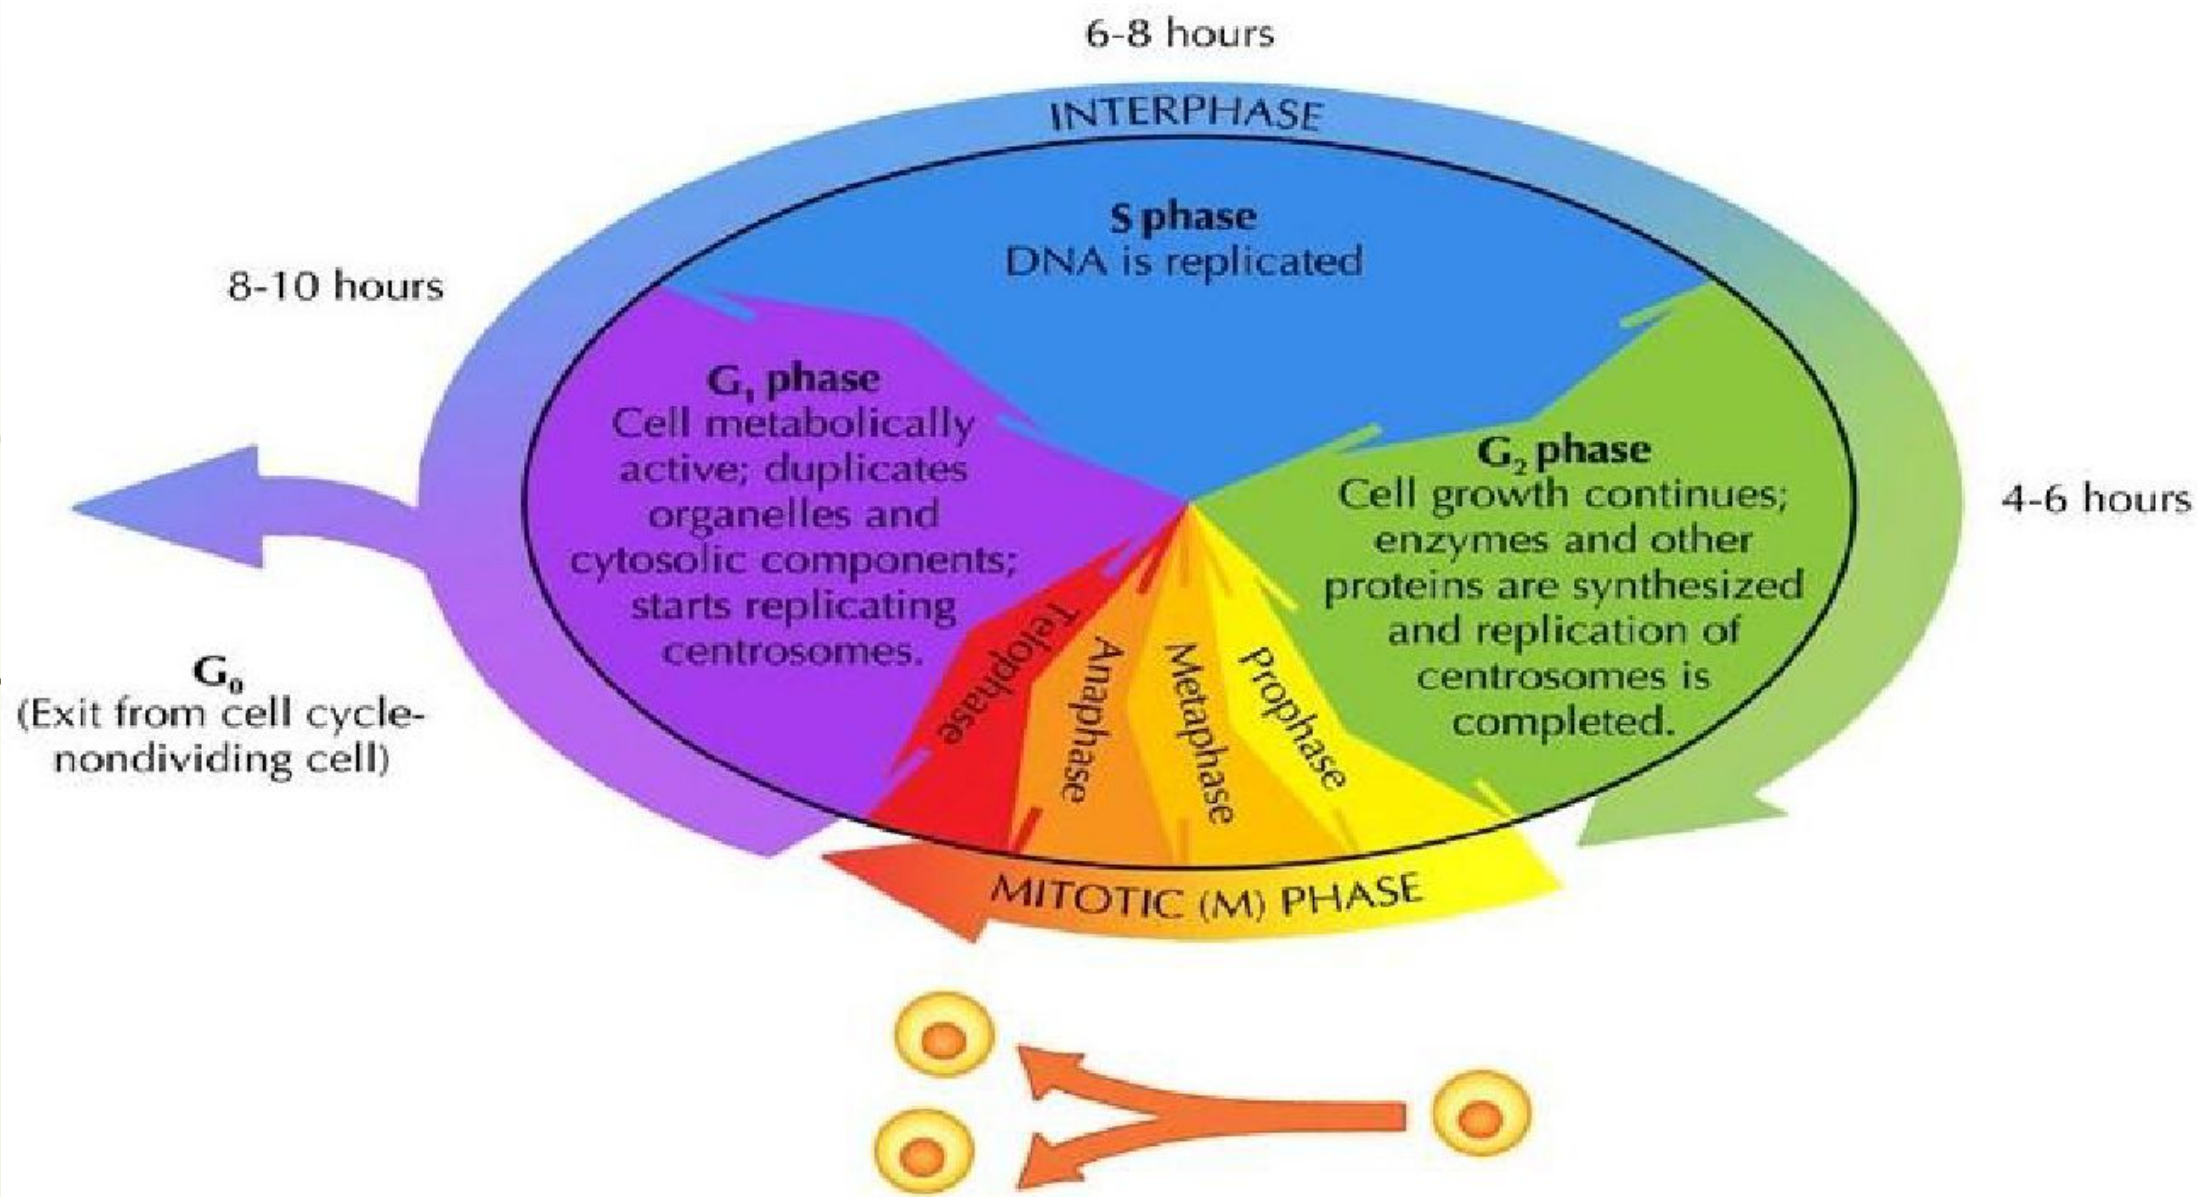 6-8 hours
INTERPHASE
S phase
DNA is replicated
8-10 hours
G₁ phase
Cell metabolically
active; duplicates
organelles and
cytosolic components;
starts replicating
centrosomes.
G₂ phase
Cell growth continues;
enzymes and other
proteins are synthesized
and replication of
centrosomes is
completed.
4-6 hours
Telophase
Anaphase
Metaphase
Prophase
G₀
(Exit from cell cycle-
nondividing cell)
MITOTIC (M) PHASE